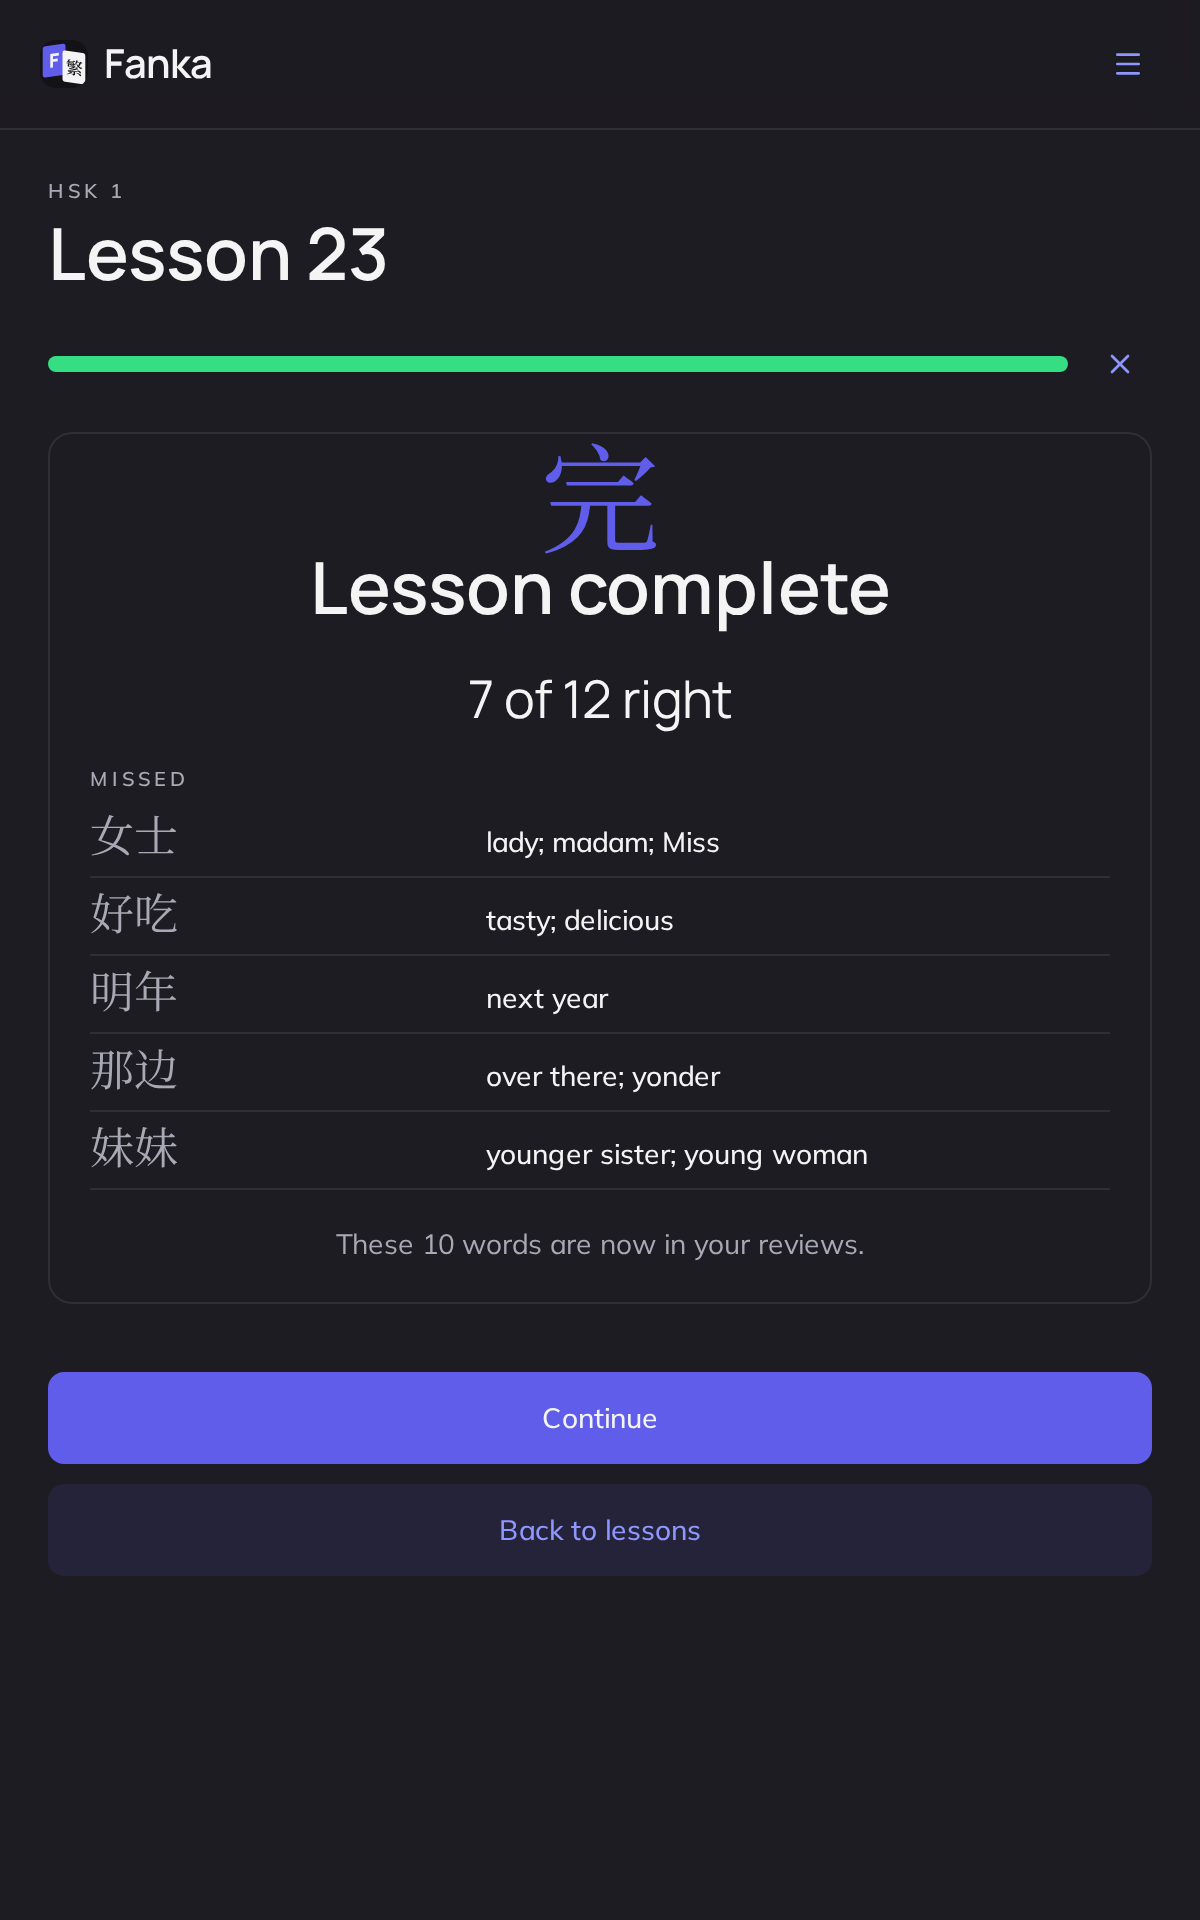 F 繁 Fanka
HSK 1
Lesson 23
完
Lesson complete
7 of 12 right
MISSED
女士 lady; madam; Miss
好吃 tasty; delicious
明年 next year
那边 over there; yonder
妹妹 younger sister; young woman
These 10 words are now in your reviews.
Continue
Back to lessons